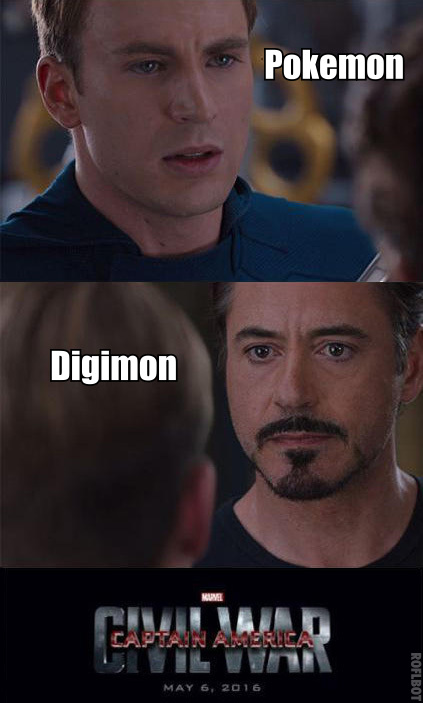 Pokemon
Digimon
MARVEL
CIVIL WAR
CAPTAIN AMERICA
MAY 6, 2016
ROFLBOT